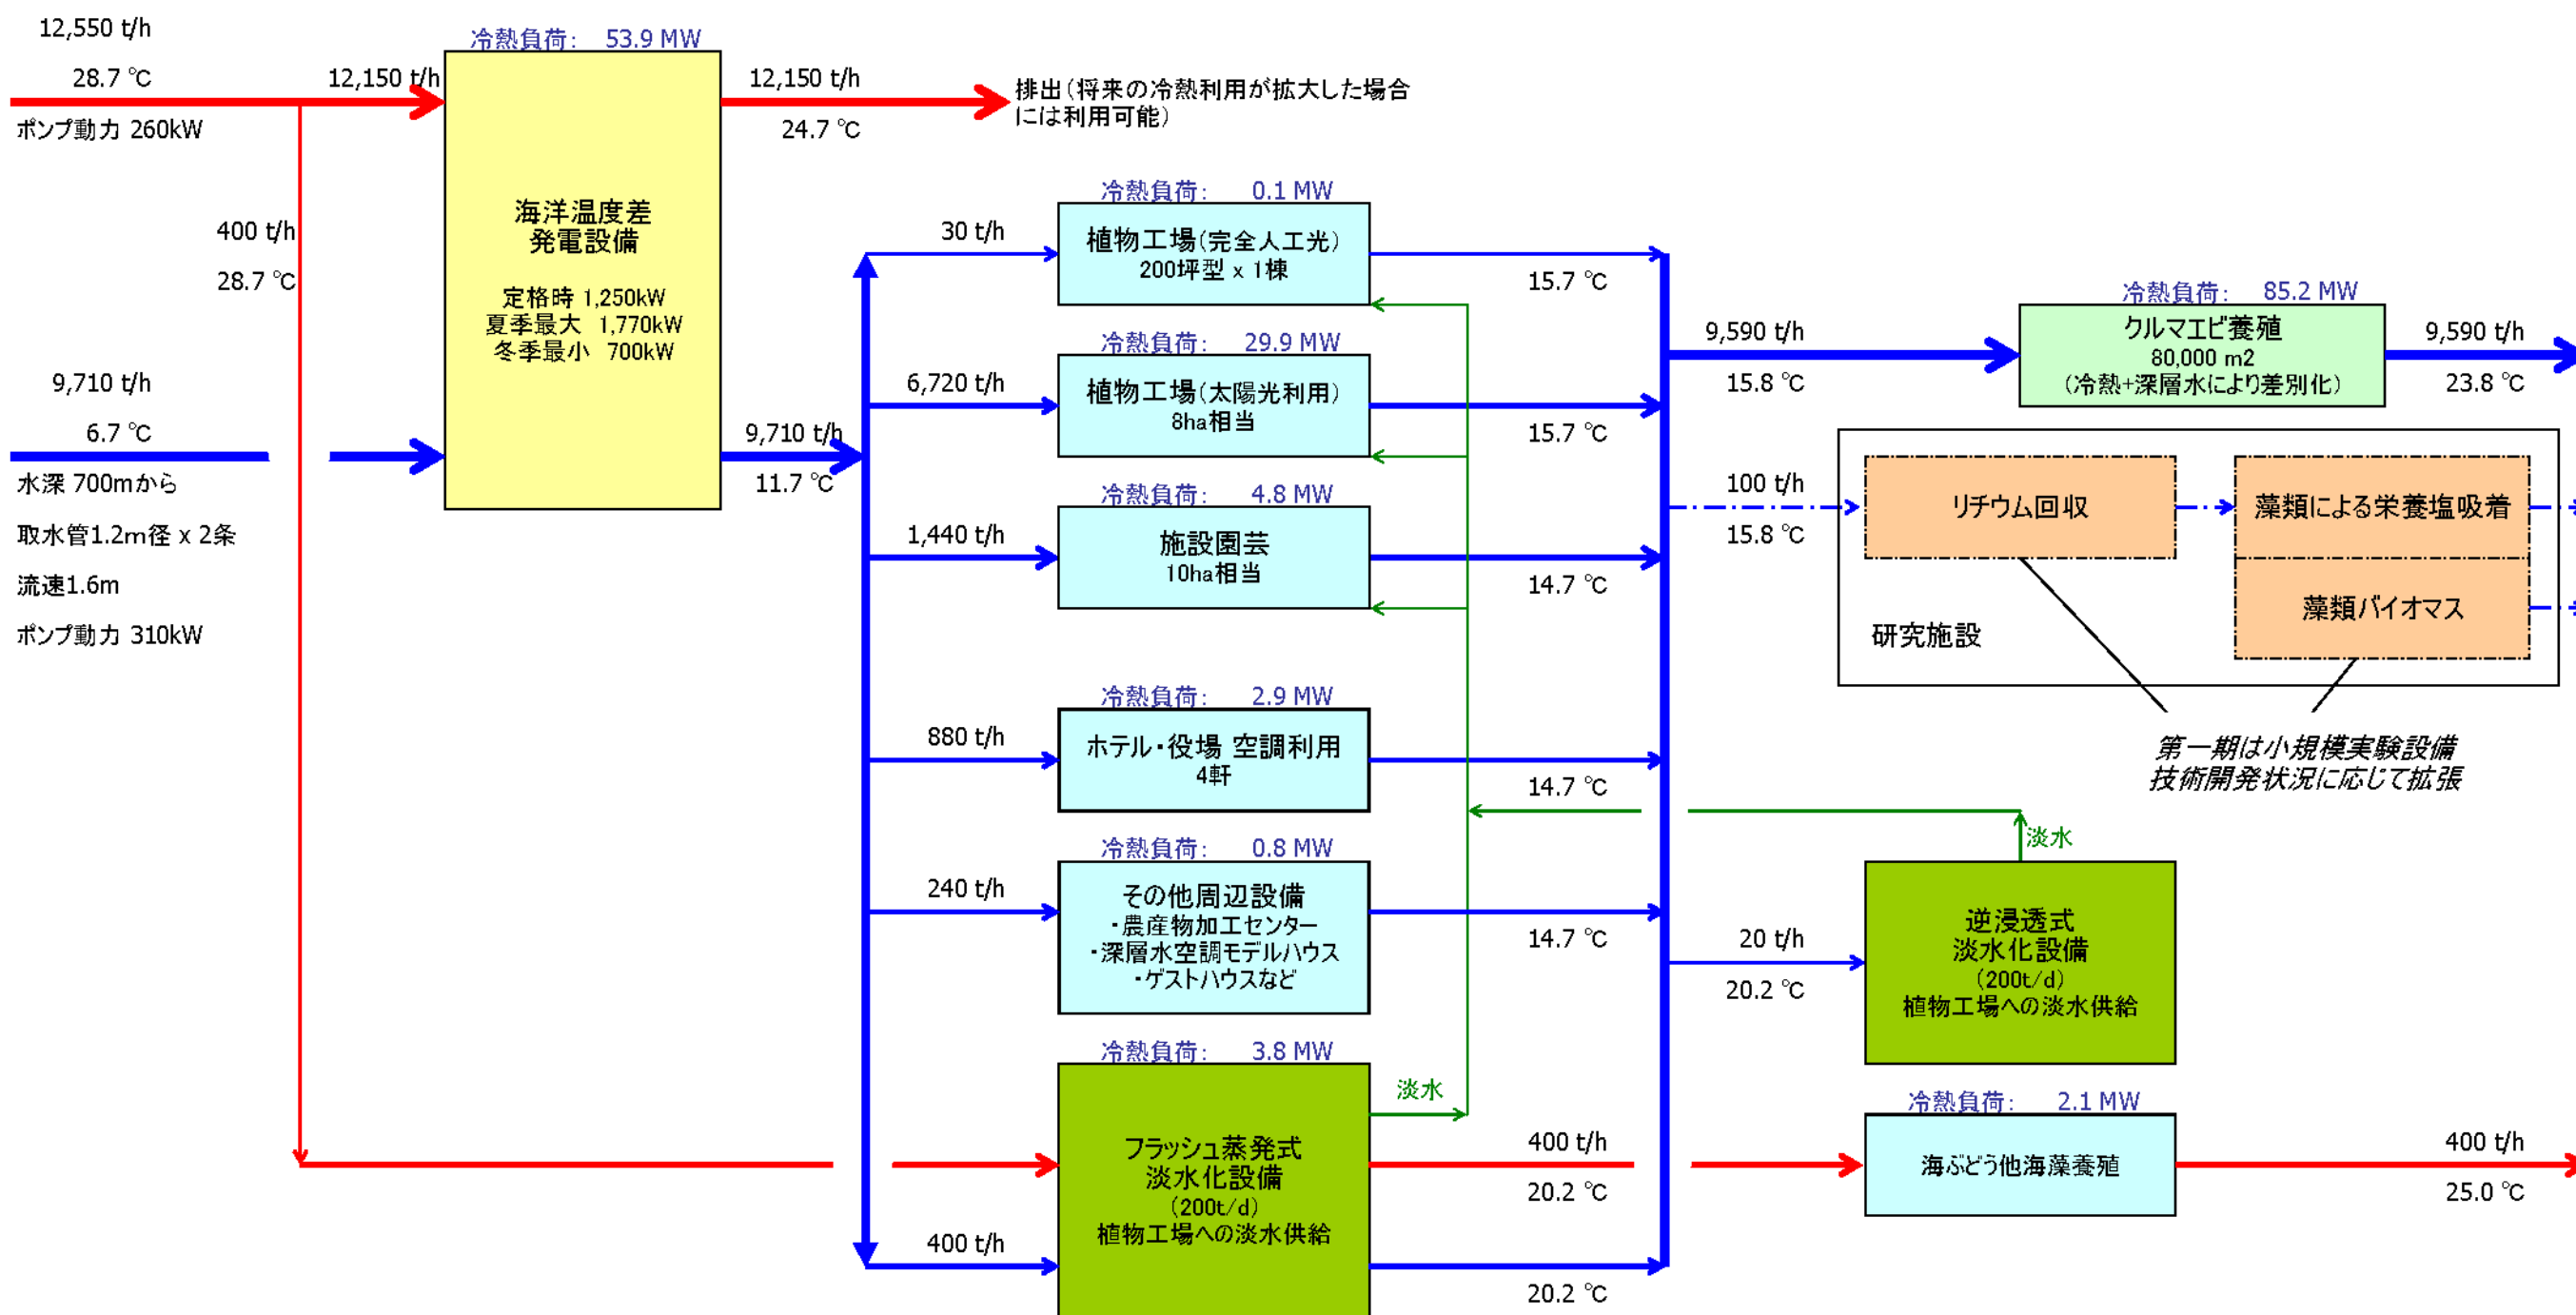 12,550 t/h
28.7 ℃
ポンプ動力 260kW
12,150 t/h
400 t/h
28.7 ℃
9,710 t/h
6.7 ℃
水深 700mから
取水管1.2m径 x 2条
流速1.6m
ポンプ動力 310kW
冷熱負荷: 53.9 MW
海洋温度差
発電設備
定格時 1,250kW
夏季最大 1,770kW
冬季最小 700kW
12,150 t/h
24.7 ℃
排出(将来の冷熱利用が拡大した場合
には利用可能)
9,710 t/h
11.7 ℃
30 t/h
冷熱負荷: 0.1 MW
植物工場(完全人工光)
200坪型 x 1棟
15.7 ℃
6,720 t/h
冷熱負荷: 29.9 MW
植物工場(太陽光利用)
8ha相当
15.7 ℃
1,440 t/h
冷熱負荷: 4.8 MW
施設園芸
10ha相当
14.7 ℃
880 t/h
冷熱負荷: 2.9 MW
ホテル・役場 空調利用
4軒
14.7 ℃
240 t/h
冷熱負荷: 0.8 MW
その他周辺設備
・農産物加工センター
・深層水空調モデルハウス
・ゲストハウスなど
14.7 ℃
400 t/h
冷熱負荷: 3.8 MW
フラッシュ蒸発式
淡水化設備
(200t/d)
植物工場への淡水供給
淡水
400 t/h
20.2 ℃
20.2 ℃
9,590 t/h
15.8 ℃
冷熱負荷: 85.2 MW
クルマエビ養殖
80,000 m2
(冷熱+深層水により差別化)
9,590 t/h
23.8 ℃
100 t/h
15.8 ℃
リチウム回収
藻類による栄養塩吸着
藻類バイオマス
研究施設
第一期は小規模実験設備
技術開発状況に応じて拡張
淡水
20 t/h
20.2 ℃
逆浸透式
淡水化設備
(200t/d)
植物工場への淡水供給
冷熱負荷: 2.1 MW
海ぶどう他海藻養殖
400 t/h
25.0 ℃